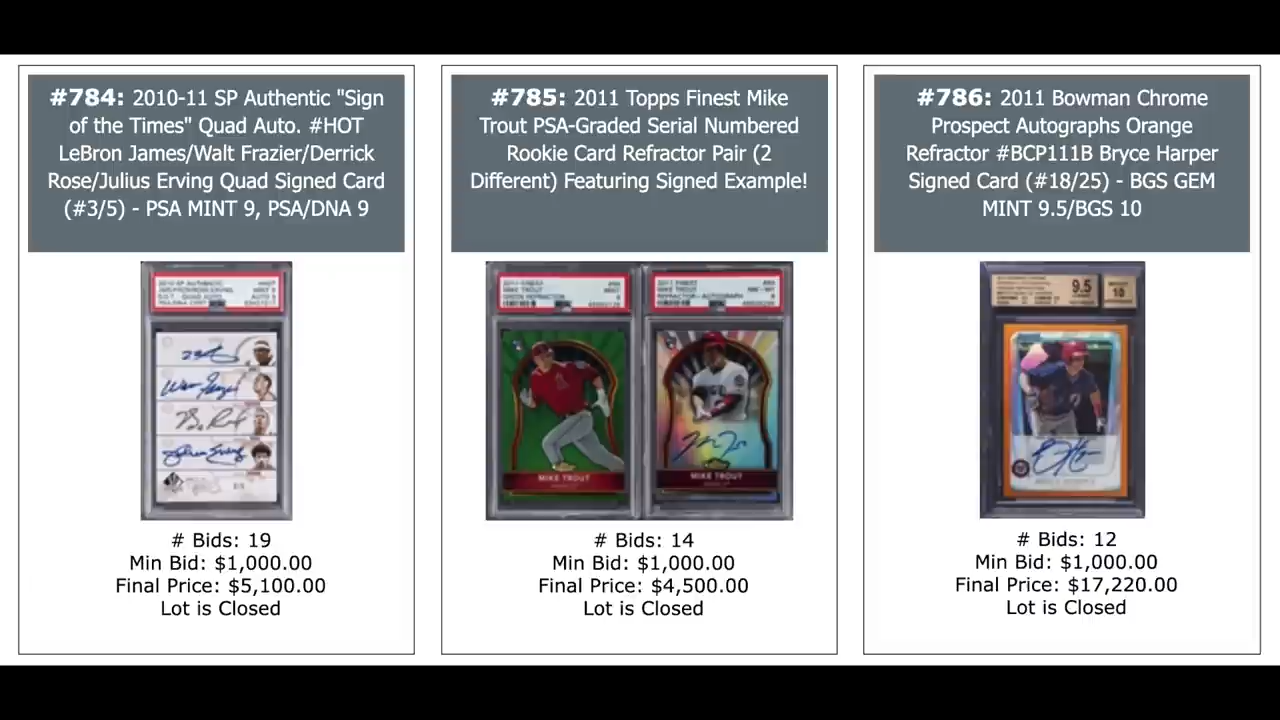 #784: 2010-11 SP Authentic "Sign
of the Times" Quad Auto. #HOT
LeBron James/Walt Frazier/Derrick
Rose/Julius Erving Quad Signed Card
(#3/5) - PSA MINT 9, PSA/DNA 9
# Bids: 19
Min Bid: $1,000.00
Final Price: $5,100.00
Lot is Closed
#785: 2011 Topps Finest Mike
Trout PSA-Graded Serial Numbered
Rookie Card Refractor Pair (2
Different) Featuring Signed Example!
MIKE TROUT
MIKE TROUT
MIKE TROUT
MIKE TROUT
# Bids: 14
Min Bid: $1,000.00
Final Price: $4,500.00
Lot is Closed
#786: 2011 Bowman Chrome
Prospect Autographs Orange
Refractor #BCP111B Bryce Harper
Signed Card (#18/25) - BGS GEM
MINT 9.5/BGS 10
9.5
10
# Bids: 12
Min Bid: $1,000.00
Final Price: $17,220.00
Lot is Closed